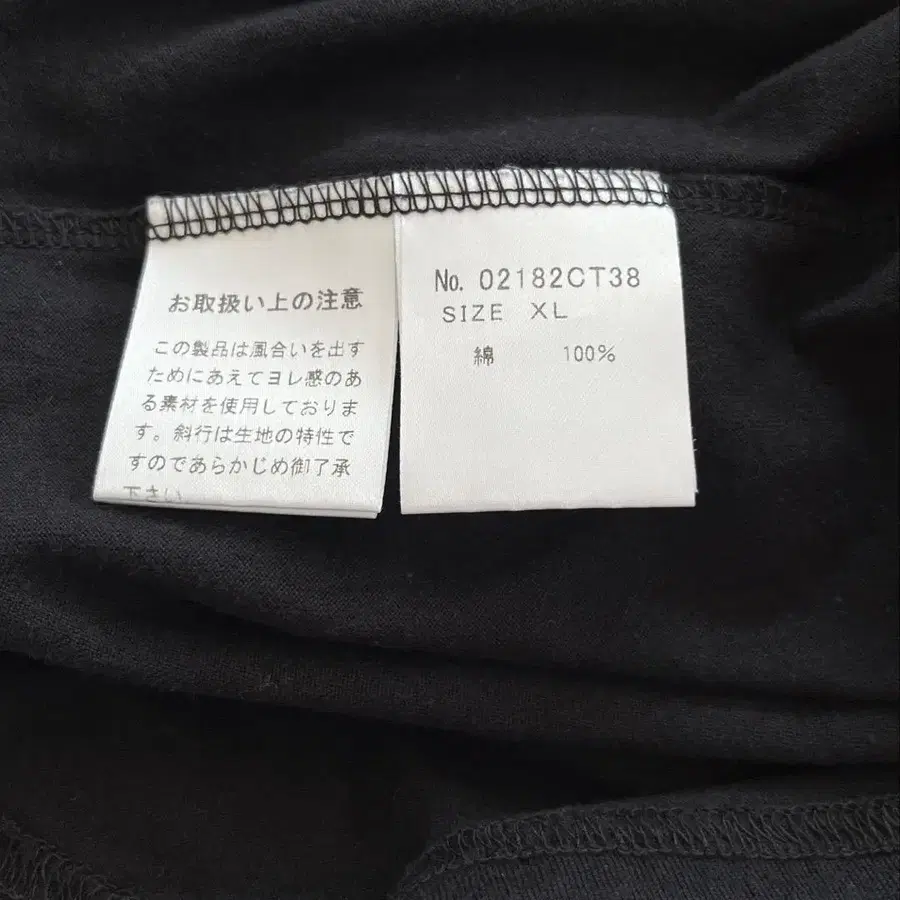 お取扱い上の注意
この製品は風合いを出す
ためにあえてヨレ感のあ
る素材を使用しておりま
す。斜行は生地の特性で
すのであらかじめ御了承
下さい
No. 02182CT38
SIZE XL
綿 100%